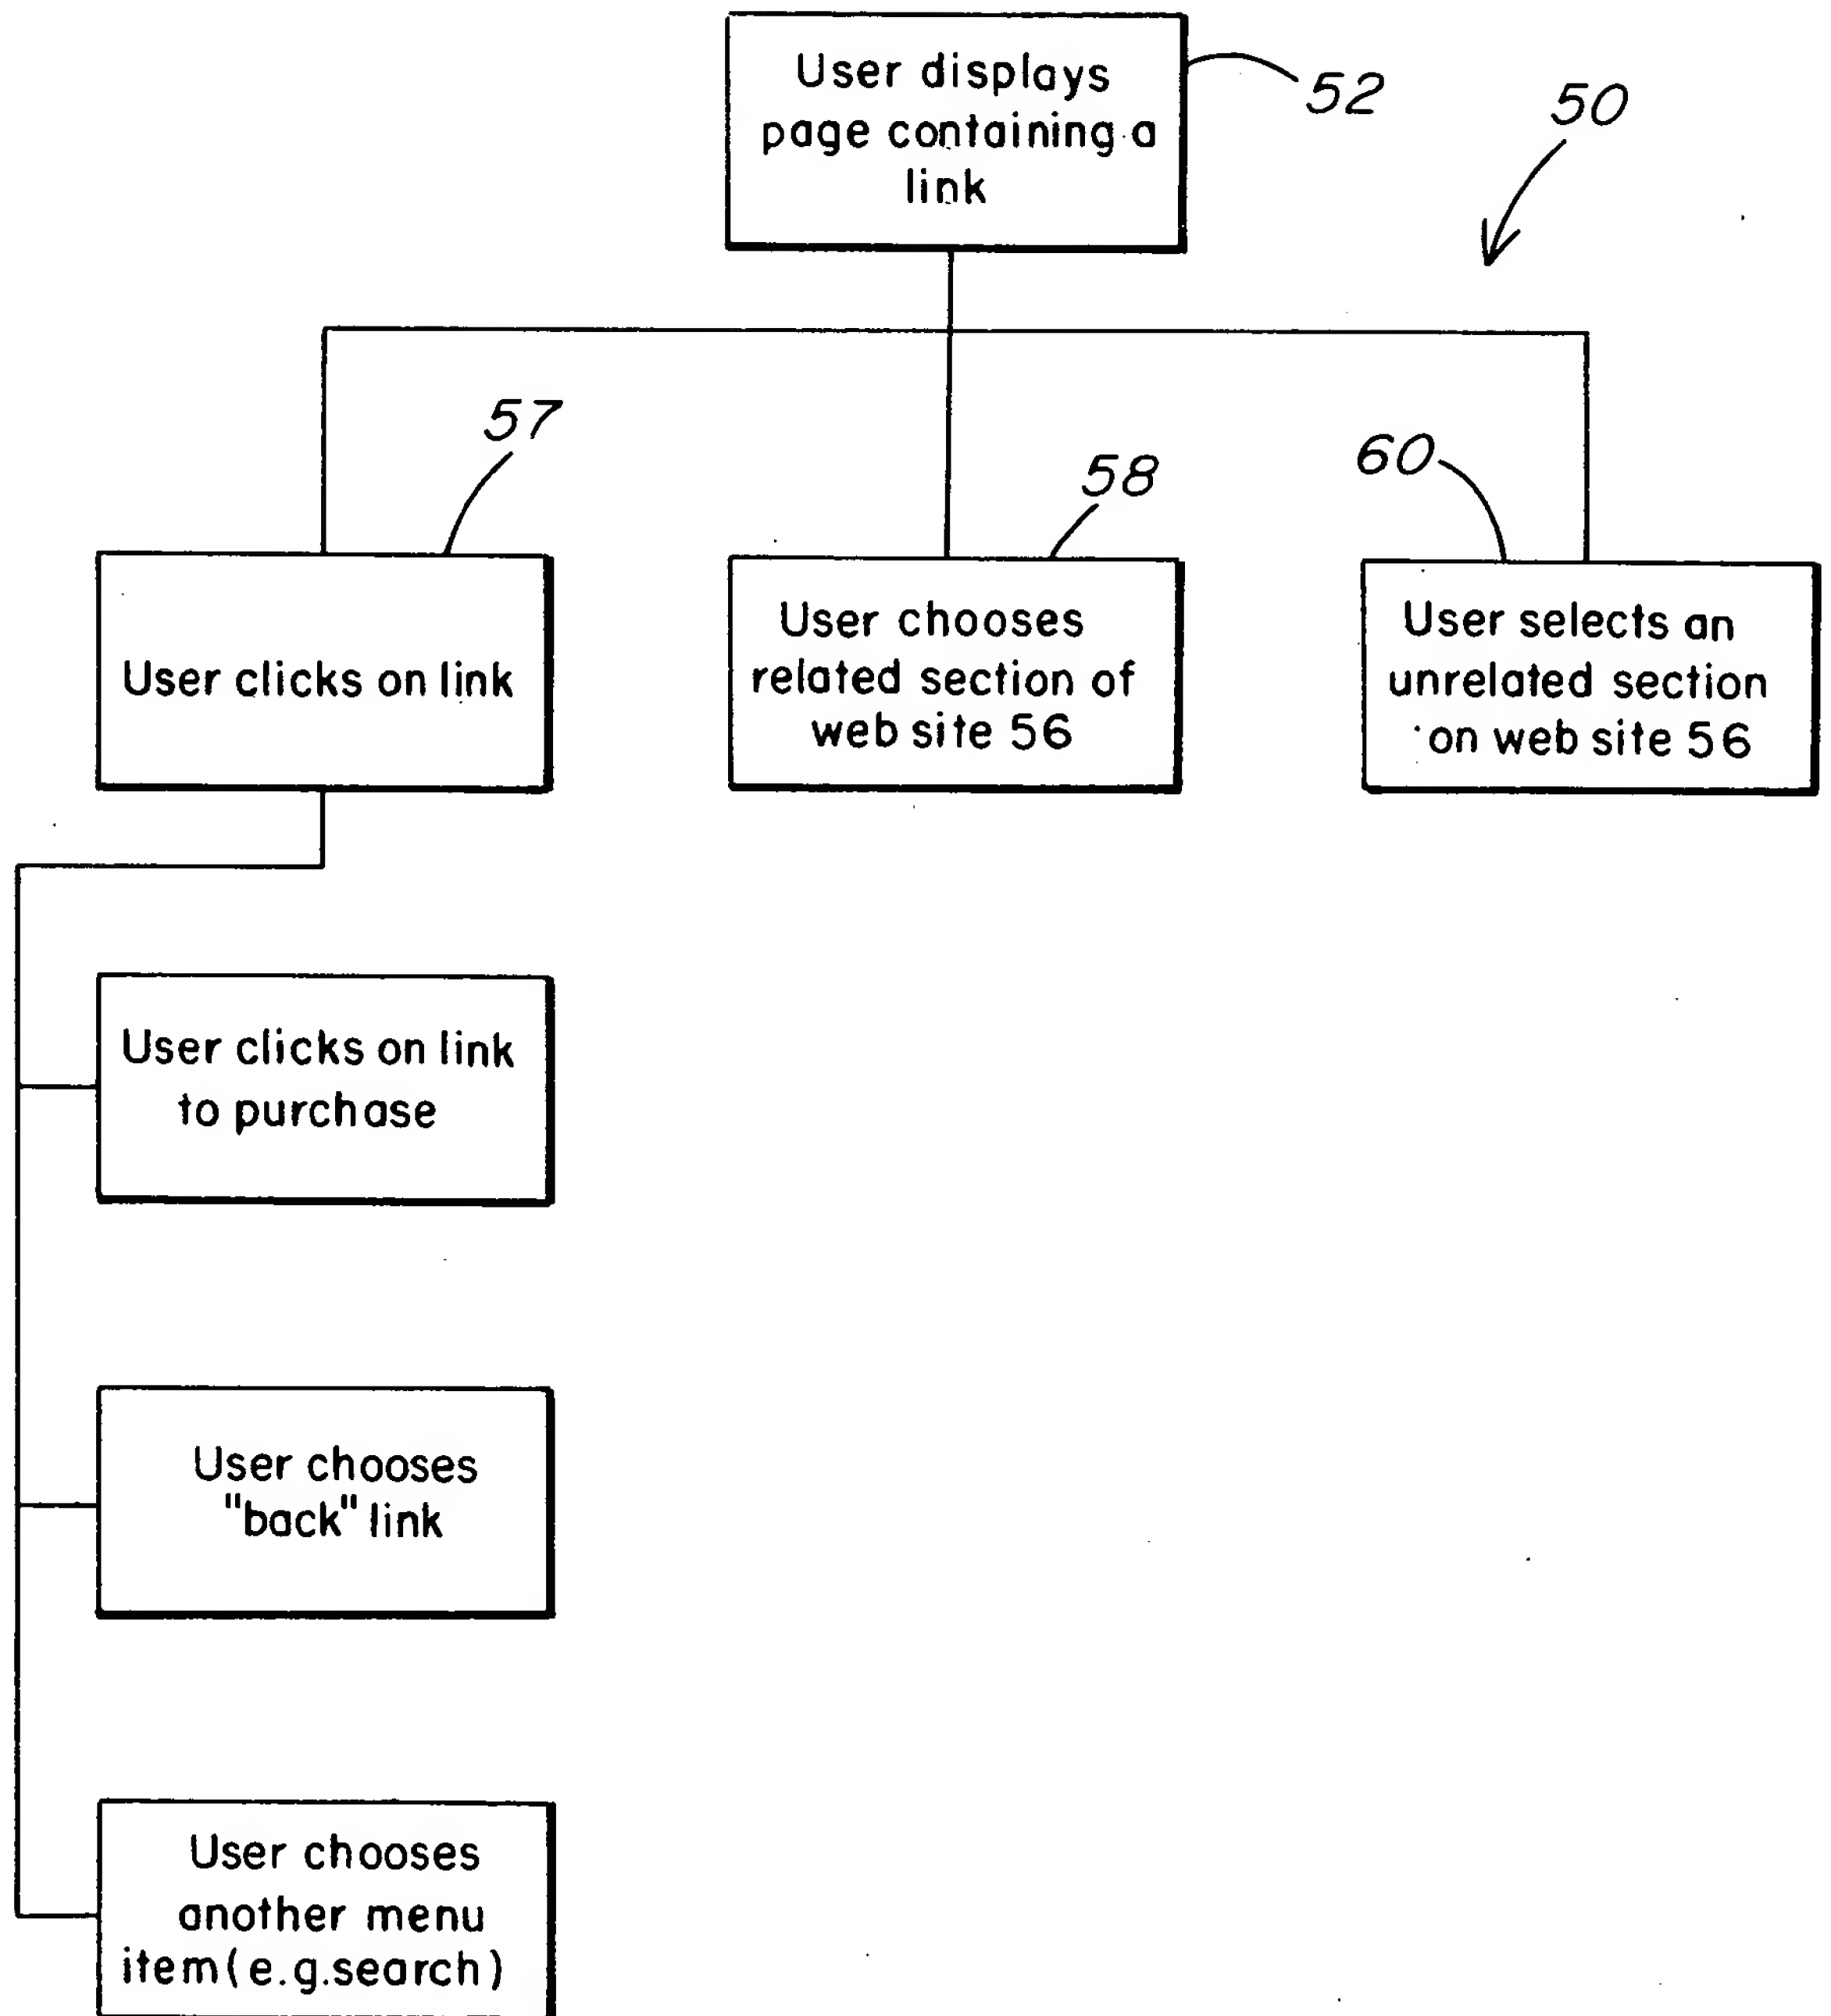 User displays
page containing a
link
52
50
57
58
60
User clicks on link
User chooses
related section of
web site 56
User selects an
unrelated section
on web site 56
User clicks on link
to purchase
User chooses
"back" link
User chooses
another menu
item(e.g.search)